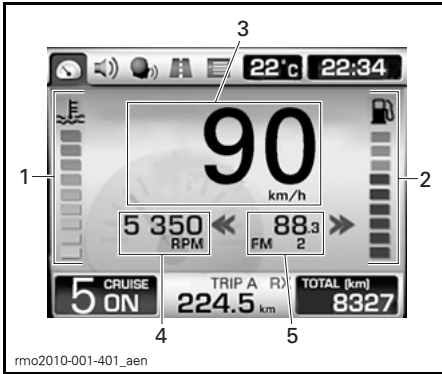 3
22°c 22:34
1
90
km/h
2
5 350
RPM
88.3
FM 2
5 CRUISE ON
TRIP A RX
224.5 km
TOTAL (km)
8327
4
5
rmo2010-001-401_aen